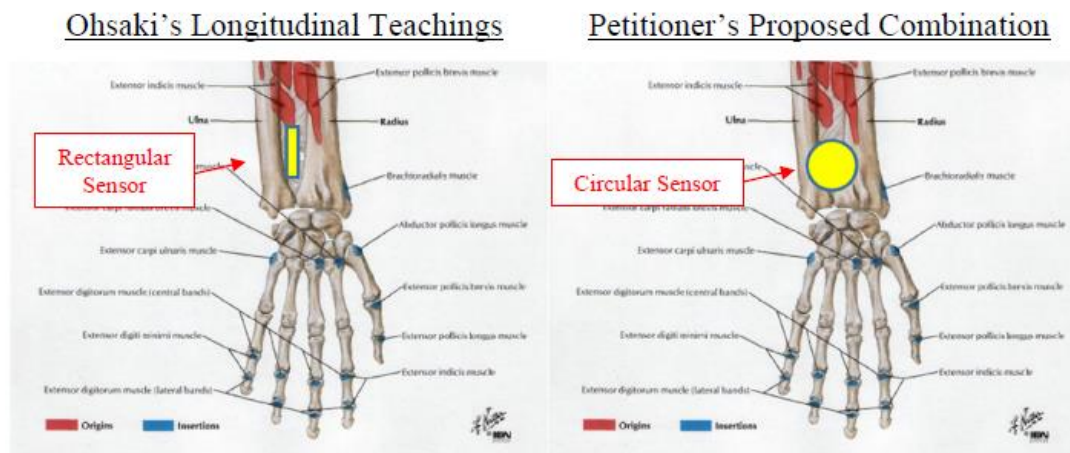 Ohsaki's Longitudinal Teachings
Extensor indicis muscle
Extensor pollicis brevis muscle
Ulna
Radius
Rectangular
Sensor
Brachioradialis muscle
Abductor pollicis longus muscle
Extensor carpi ulnaris muscle
Extensor digitorum muscle (central bands)
Extensor pollicis brevis muscle
Extensor digiti minimi muscle
Extensor pollicis longus muscle
Extensor digitorum muscle (lateral bands)
Extensor indicis muscle
Origins
Insertions
Petitioner's Proposed Combination
Extensor indicis muscle
Extensor pollicis brevis muscle
Ulna
Radius
Circular Sensor
Brachioradialis muscle
Abductor pollicis longus muscle
Extensor carpi ulnaris muscle
Extensor digitorum muscle (central bands)
Extensor pollicis brevis muscle
Extensor digiti minimi muscle
Extensor pollicis longus muscle
Extensor digitorum muscle (lateral bands)
Extensor indicis muscle
Origins
Insertions